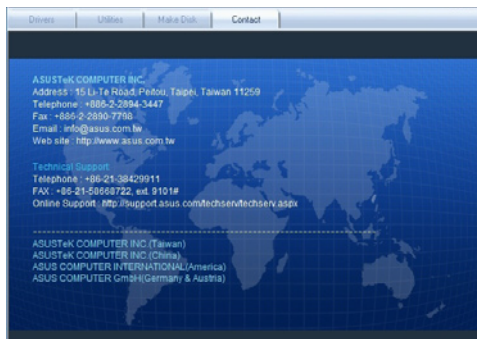 Drivers
Utilities
Make Disk
Contact
ASUSTeK COMPUTER INC.
Address : 15 Li-Te Road, Peitou, Taipei, Taiwan 11259
Telephone : +886-2-2894-3447
Fax : +886-2-2890-7798
Email : info@asus.com.tw
Web site : http://www.asus.com.tw
Technical Support:
Telephone : +86-21-38429911
FAX : +86-21-58668722, ext. 9101#
Online Support : http://support.asus.com/techserv/techserv.aspx
ASUSTeK COMPUTER INC.(Taiwan)
ASUSTeK COMPUTER INC.(China)
ASUS COMPUTER INTERNATIONAL(America)
ASUS COMPUTER GmbH(Germany & Austria)